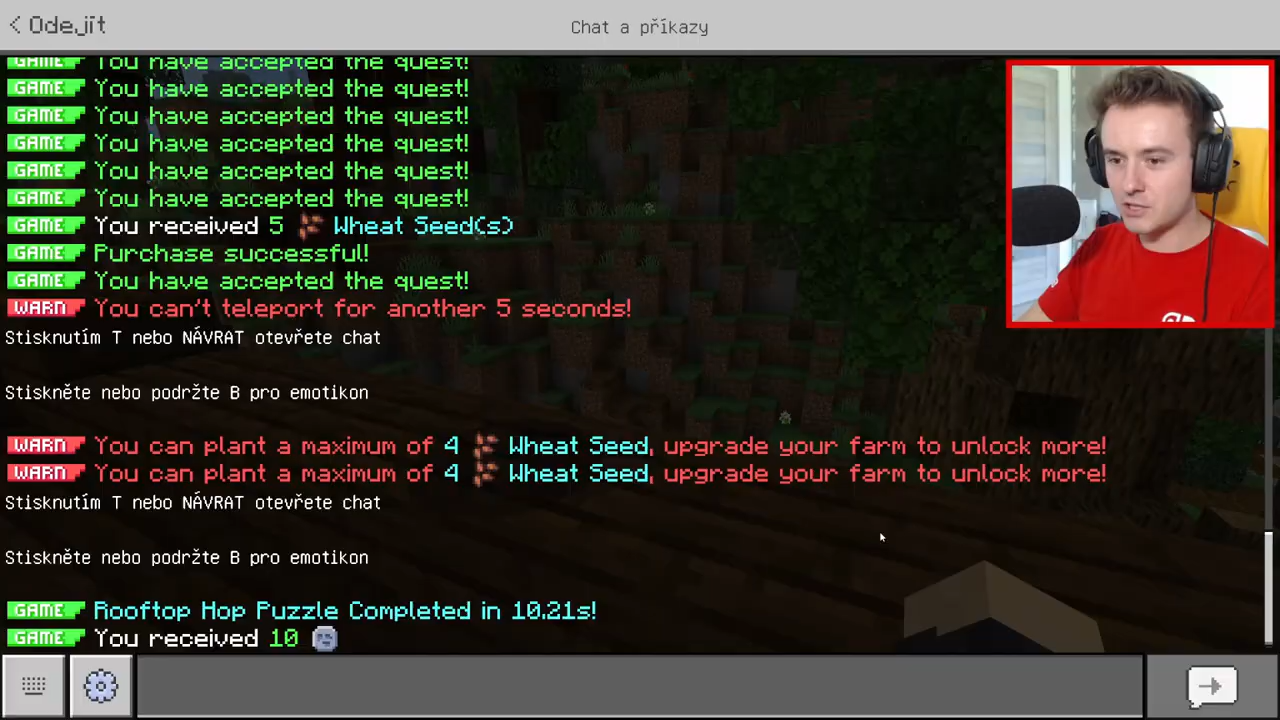 < Odejít
Chat a příkazy
GAME You have accepted the quest!
GAME You have accepted the quest!
GAME You have accepted the quest!
GAME You have accepted the quest!
GAME You have accepted the quest!
GAME You have accepted the quest!
GAME You received 5 Wheat Seed(s)
GAME Purchase successful!
GAME You have accepted the quest!
WARN You can't teleport for another 5 seconds!
Stisknutím T nebo NÁVRAT otevřete chat
Stiskněte nebo podržte B pro emotikon
WARN You can plant a maximum of 4 Wheat Seed, upgrade your farm to unlock more!
WARN You can plant a maximum of 4 Wheat Seed, upgrade your farm to unlock more!
Stisknutím T nebo NÁVRAT otevřete chat
Stiskněte nebo podržte B pro emotikon
GAME Rooftop Hop Puzzle Completed in 10.21s!
GAME You received 10